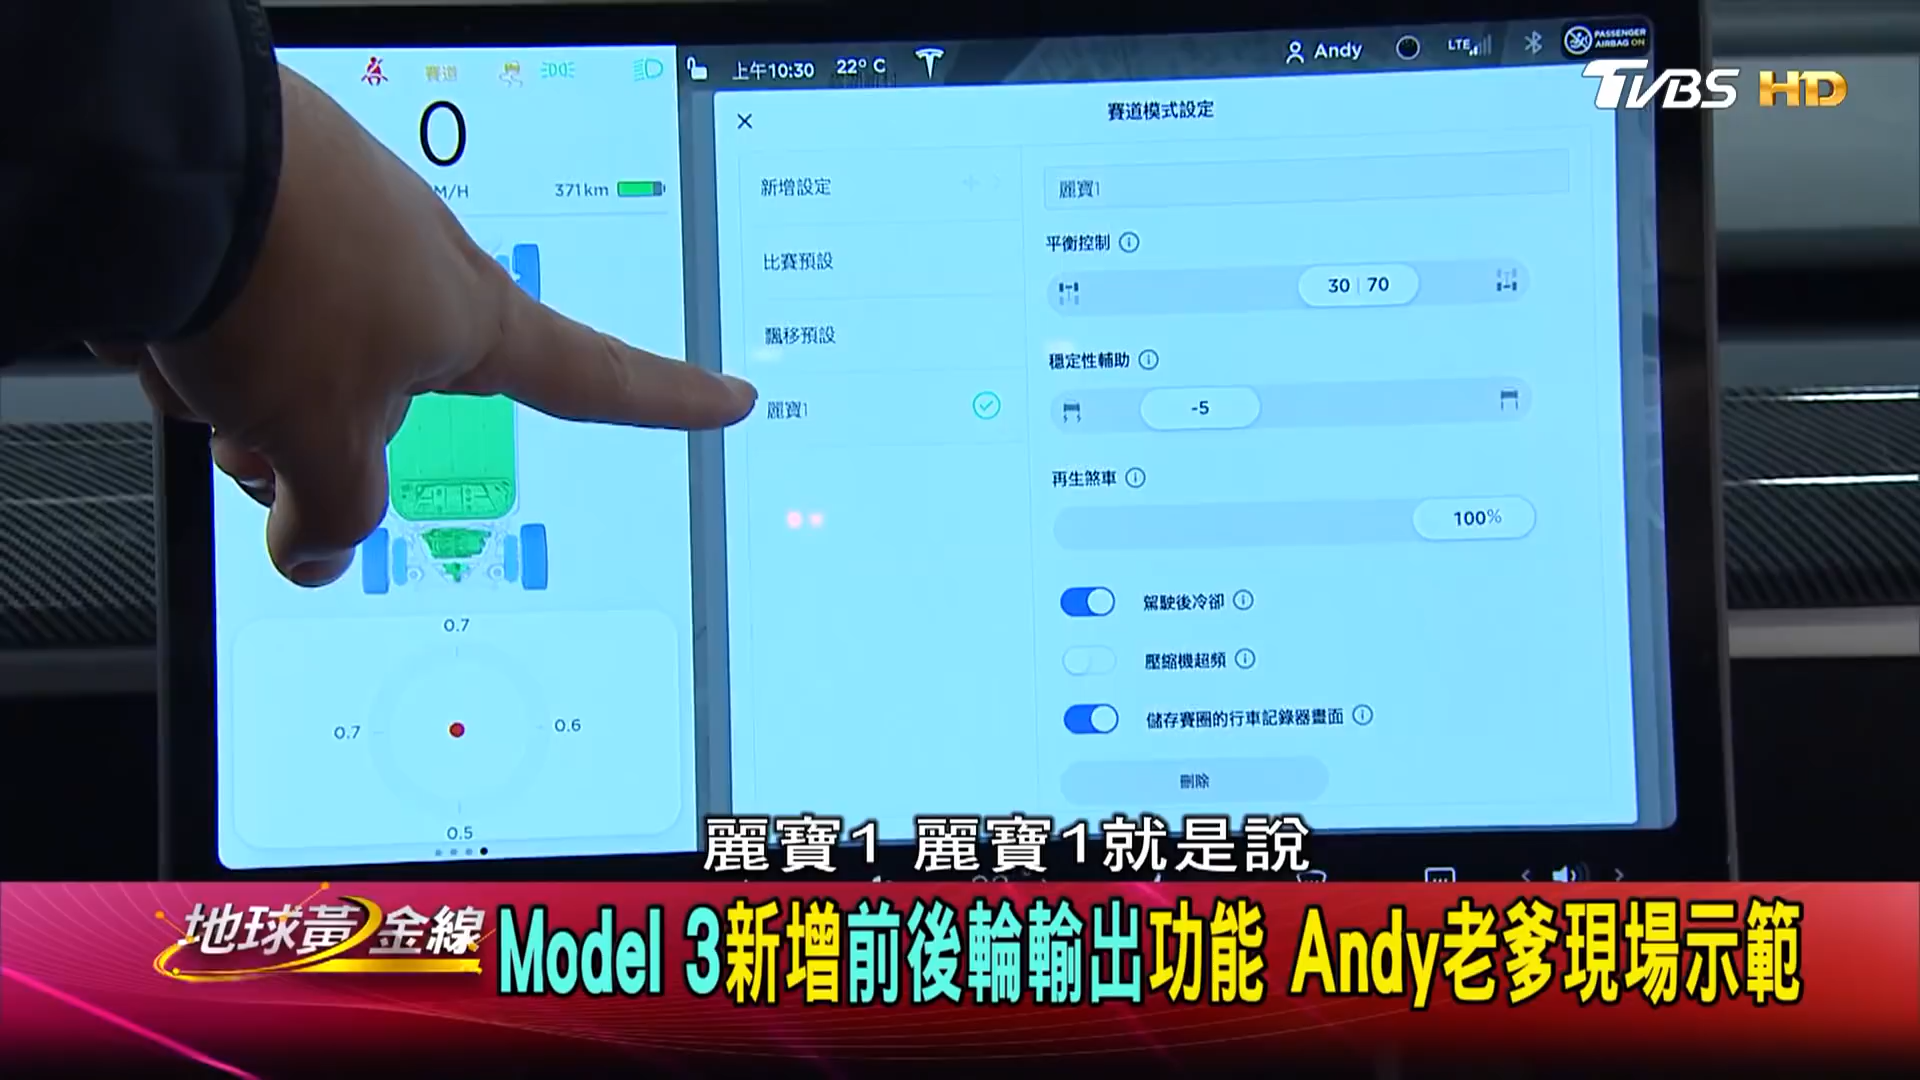 賽道
0
M/H
371km
0.7
0.7
0.6
0.5
上午10:30
22° C
Andy
LTE
PASSENGER
AIRBAG ON
TVBS HD
賽道模式設定
新增設定
比賽預設
飄移預設
麗寶1
麗寶1
平衡控制
30 | 70
穩定性輔助
-5
再生煞車
100%
駕駛後冷卻
壓縮機超頻
儲存賽圈的行車記錄器畫面
刪除
麗寶1 麗寶1就是說
地球黃金線
Model 3新增前後輪輸出功能 Andy老爹現場示範